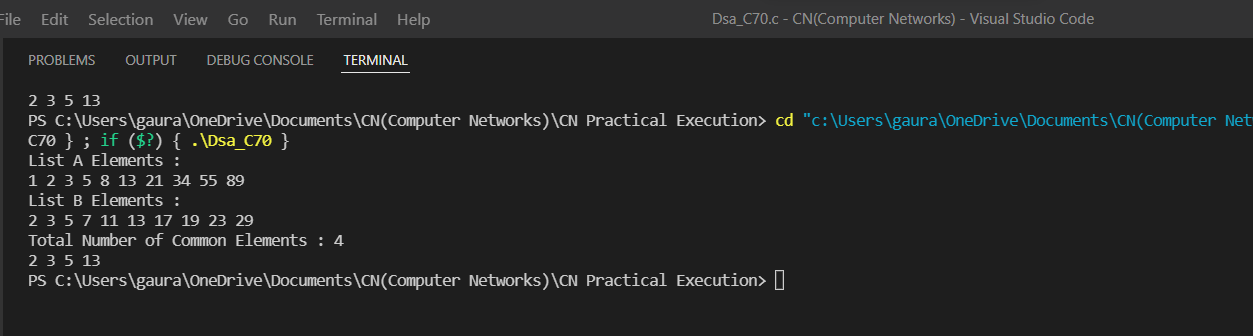 File Edit Selection View Go Run Terminal Help Dsa_C70.c - CN(Computer Networks) - Visual Studio Code
PROBLEMS OUTPUT DEBUG CONSOLE TERMINAL
2 3 5 13
PS C:\Users\gaura\OneDrive\Documents\CN(Computer Networks)\CN Practical Execution> cd "c:\Users\gaura\OneDrive\Documents\CN(Computer Net
C70 } ; if ($?) { .\Dsa_C70 }
List A Elements :
1 2 3 5 8 13 21 34 55 89
List B Elements :
2 3 5 7 11 13 17 19 23 29
Total Number of Common Elements : 4
2 3 5 13
PS C:\Users\gaura\OneDrive\Documents\CN(Computer Networks)\CN Practical Execution>